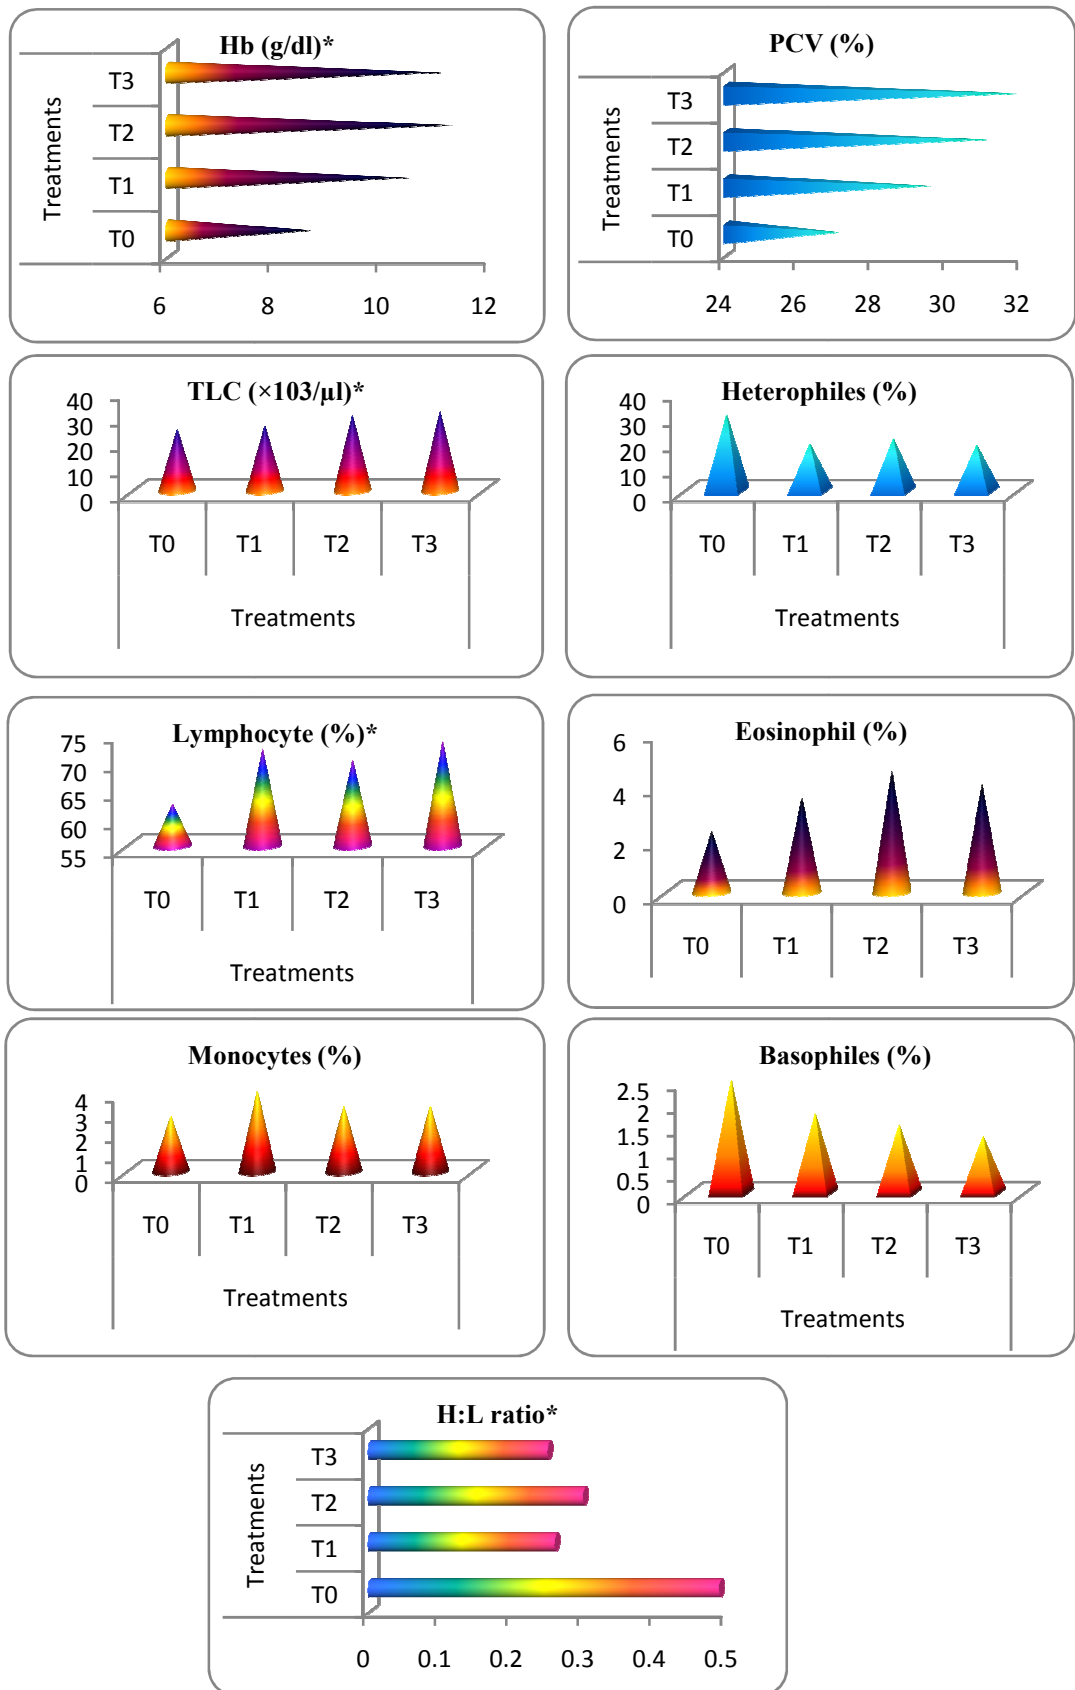 Hb (g/dl)*
Treatments
T3
T2
T1
T0
6 8 10 12
PCV (%)
Treatments
T3
T2
T1
T0
24 26 28 30 32
TLC (×103/µl)*
40
30
20
10
0
T0 T1 T2 T3
Treatments
Heterophiles (%)
40
30
20
10
0
T0 T1 T2 T3
Treatments
Lymphocyte (%)*
75
70
65
60
55
T0 T1 T2 T3
Treatments
Eosinophil (%)
6
4
2
0
T0 T1 T2 T3
Monocytes (%)
4
3
2
1
0
T0 T1 T2 T3
Treatments
Basophiles (%)
2.5
2
1.5
1
0.5
0
T0 T1 T2 T3
Treatments
H:L ratio*
Treatments
T3
T2
T1
T0
0 0.1 0.2 0.3 0.4 0.5